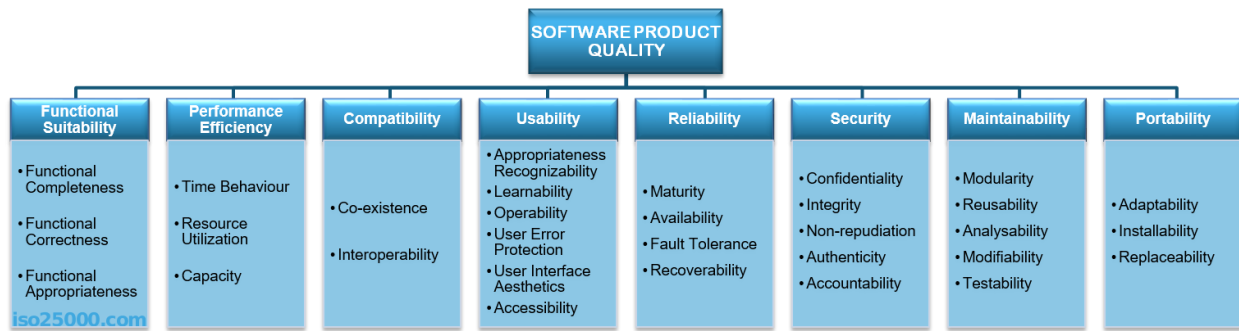 SOFTWARE PRODUCT
QUALITY
Functional
Suitability
• Functional
Completeness
• Functional
Correctness
• Functional
Appropriateness
Performance
Efficiency
• Time Behaviour
• Resource
Utilization
• Capacity
Compatibility
• Co-existence
• Interoperability
Usability
• Appropriateness
Recognizability
• Learnability
• Operability
• User Error
Protection
• User Interface
Aesthetics
• Accessibility
Reliability
• Maturity
• Availability
• Fault Tolerance
• Recoverability
Security
• Confidentiality
• Integrity
• Non-repudiation
• Authenticity
• Accountability
Maintainability
• Modularity
• Reusability
• Analysability
• Modifiability
• Testability
Portability
• Adaptability
• Installability
• Replaceability
iso25000.com